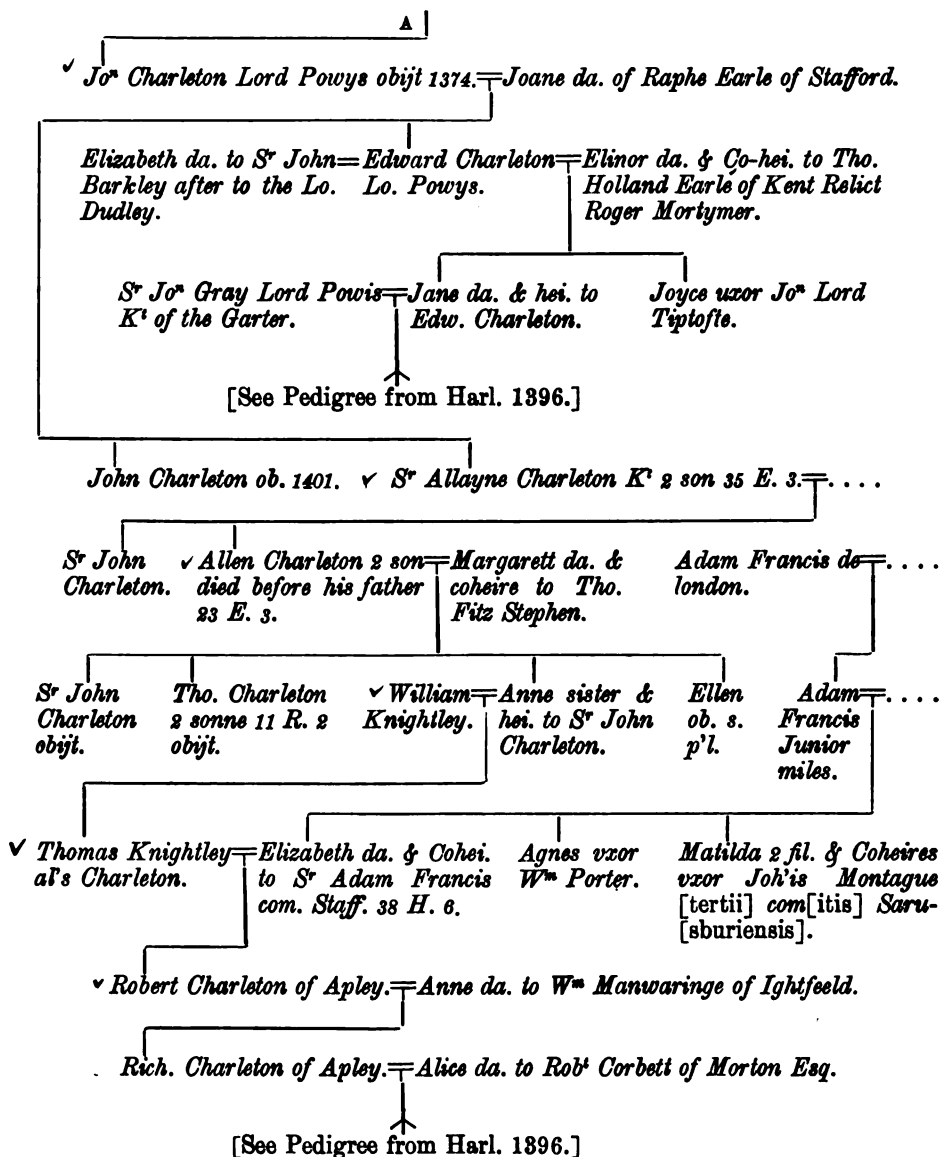 A
Joⁿ Charleton Lord Powys obijt 1374. Joane da. of Raphe Earle of Stafford.
Elizabeth da. to Sʳ John
Barkley after to the Lo.
Dudley.
Edward Charleton
Lo. Powys.
Elinor da. & Co-hei. to Tho.
Holland Earle of Kent Relict
Roger Mortymer.
Sʳ Joⁿ Gray Lord Powis
Kᵗ of the Garter.
Jane da. & hei. to
Edw. Charleton.
Joyce uxor Joⁿ Lord
Tiptofte.
[See Pedigree from Harl. 1396.]
John Charleton ob. 1401. ✓ Sʳ Allayne Charleton Kᵗ 2 son 35 E. 3. . . . .
Sʳ John
Charleton.
✓ Allen Charleton 2 son
died before his father
23 E. 3.
Margarett da. &
coheire to Tho.
Fitz Stephen.
Adam Francis de
london.
. . . .
Sʳ John
Charleton
obijt.
Tho. Charleton
2 sonne 11 R. 2
obijt.
✓ William
Knightley.
Anne sister &
hei. to Sʳ John
Charleton.
Ellen
ob. s.
p'l.
Adam
Francis
Junior
miles.
. . . .
✓ Thomas Knightley
al's Charleton.
Elizabeth da. & Cohei.
to Sʳ Adam Francis
com. Staff. 38 H. 6.
Agnes vxor
Wᵐ Porter.
Matilda 2 fil. & Coheires
vxor Joh'is Montague
[tertii] com[itis] Saru-
[sburiensis].
✓ Robert Charleton of Apley. Anne da. to Wᵐ Manwaringe of Ightfeeld.
Rich. Charleton of Apley. Alice da. to Robᵗ Corbett of Morton Esq.
[See Pedigree from Harl. 1396.]